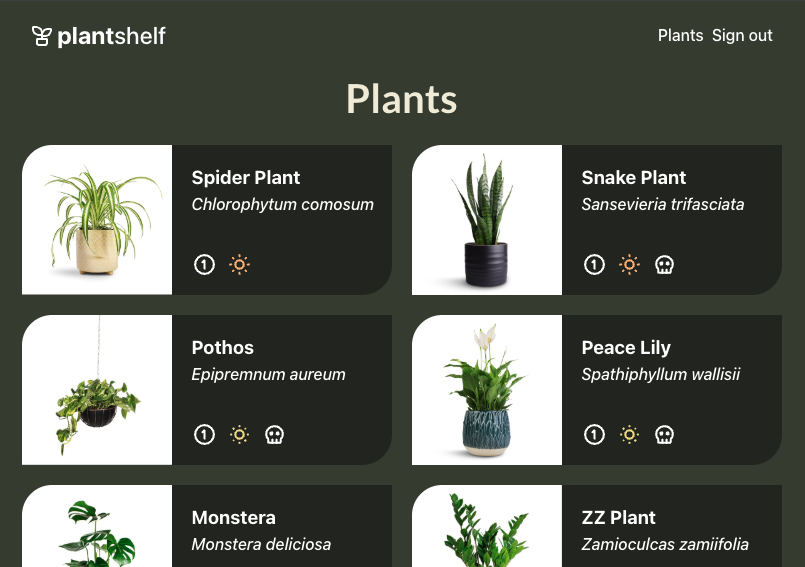 plantshelf
Plants Sign out
Plants
Spider Plant
Chlorophytum comosum
1
Snake Plant
Sansevieria trifasciata
1
Pothos
Epipremnum aureum
1
Peace Lily
Spathiphyllum wallisii
1
Monstera
Monstera deliciosa
ZZ Plant
Zamioculcas zamiifolia